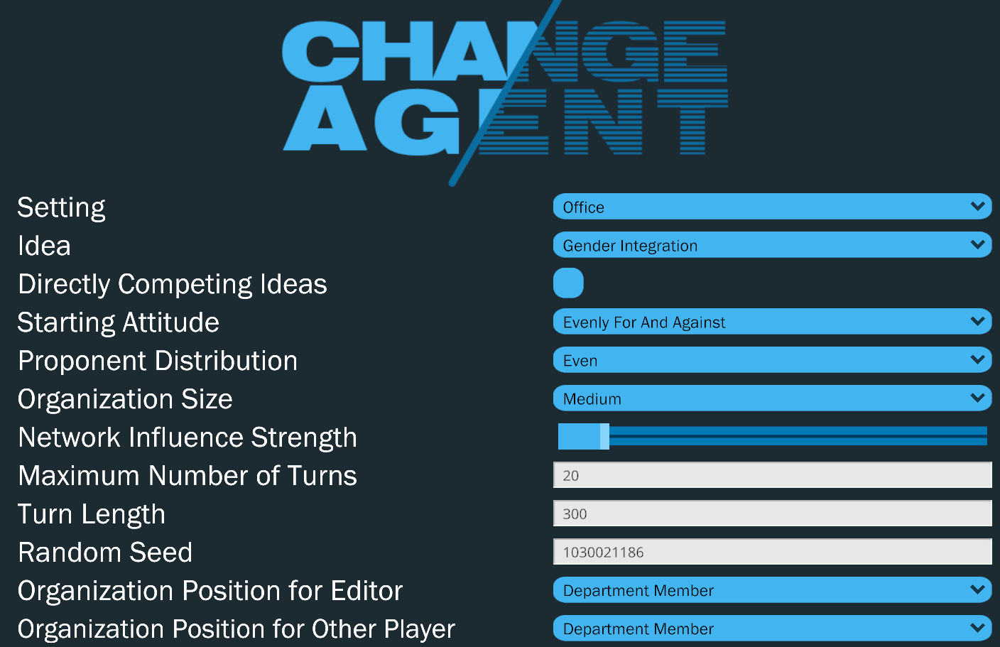 CHANGE
AGENT
Setting
Office
Idea
Gender Integration
Directly Competing Ideas
Starting Attitude
Evenly For And Against
Proponent Distribution
Even
Organization Size
Medium
Network Influence Strength
Maximum Number of Turns
20
Turn Length
300
Random Seed
1030021186
Organization Position for Editor
Department Member
Organization Position for Other Player
Department Member